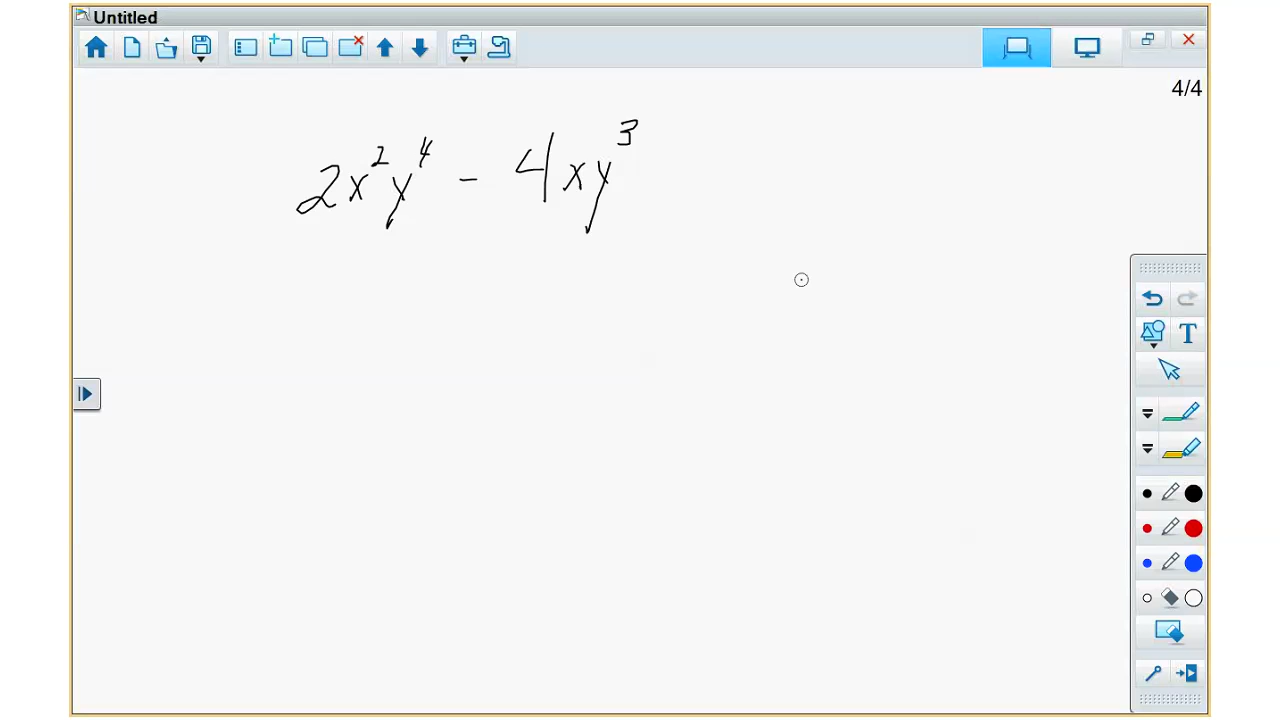 Untitled
4/4
2x²y⁴ - 4xy³
T